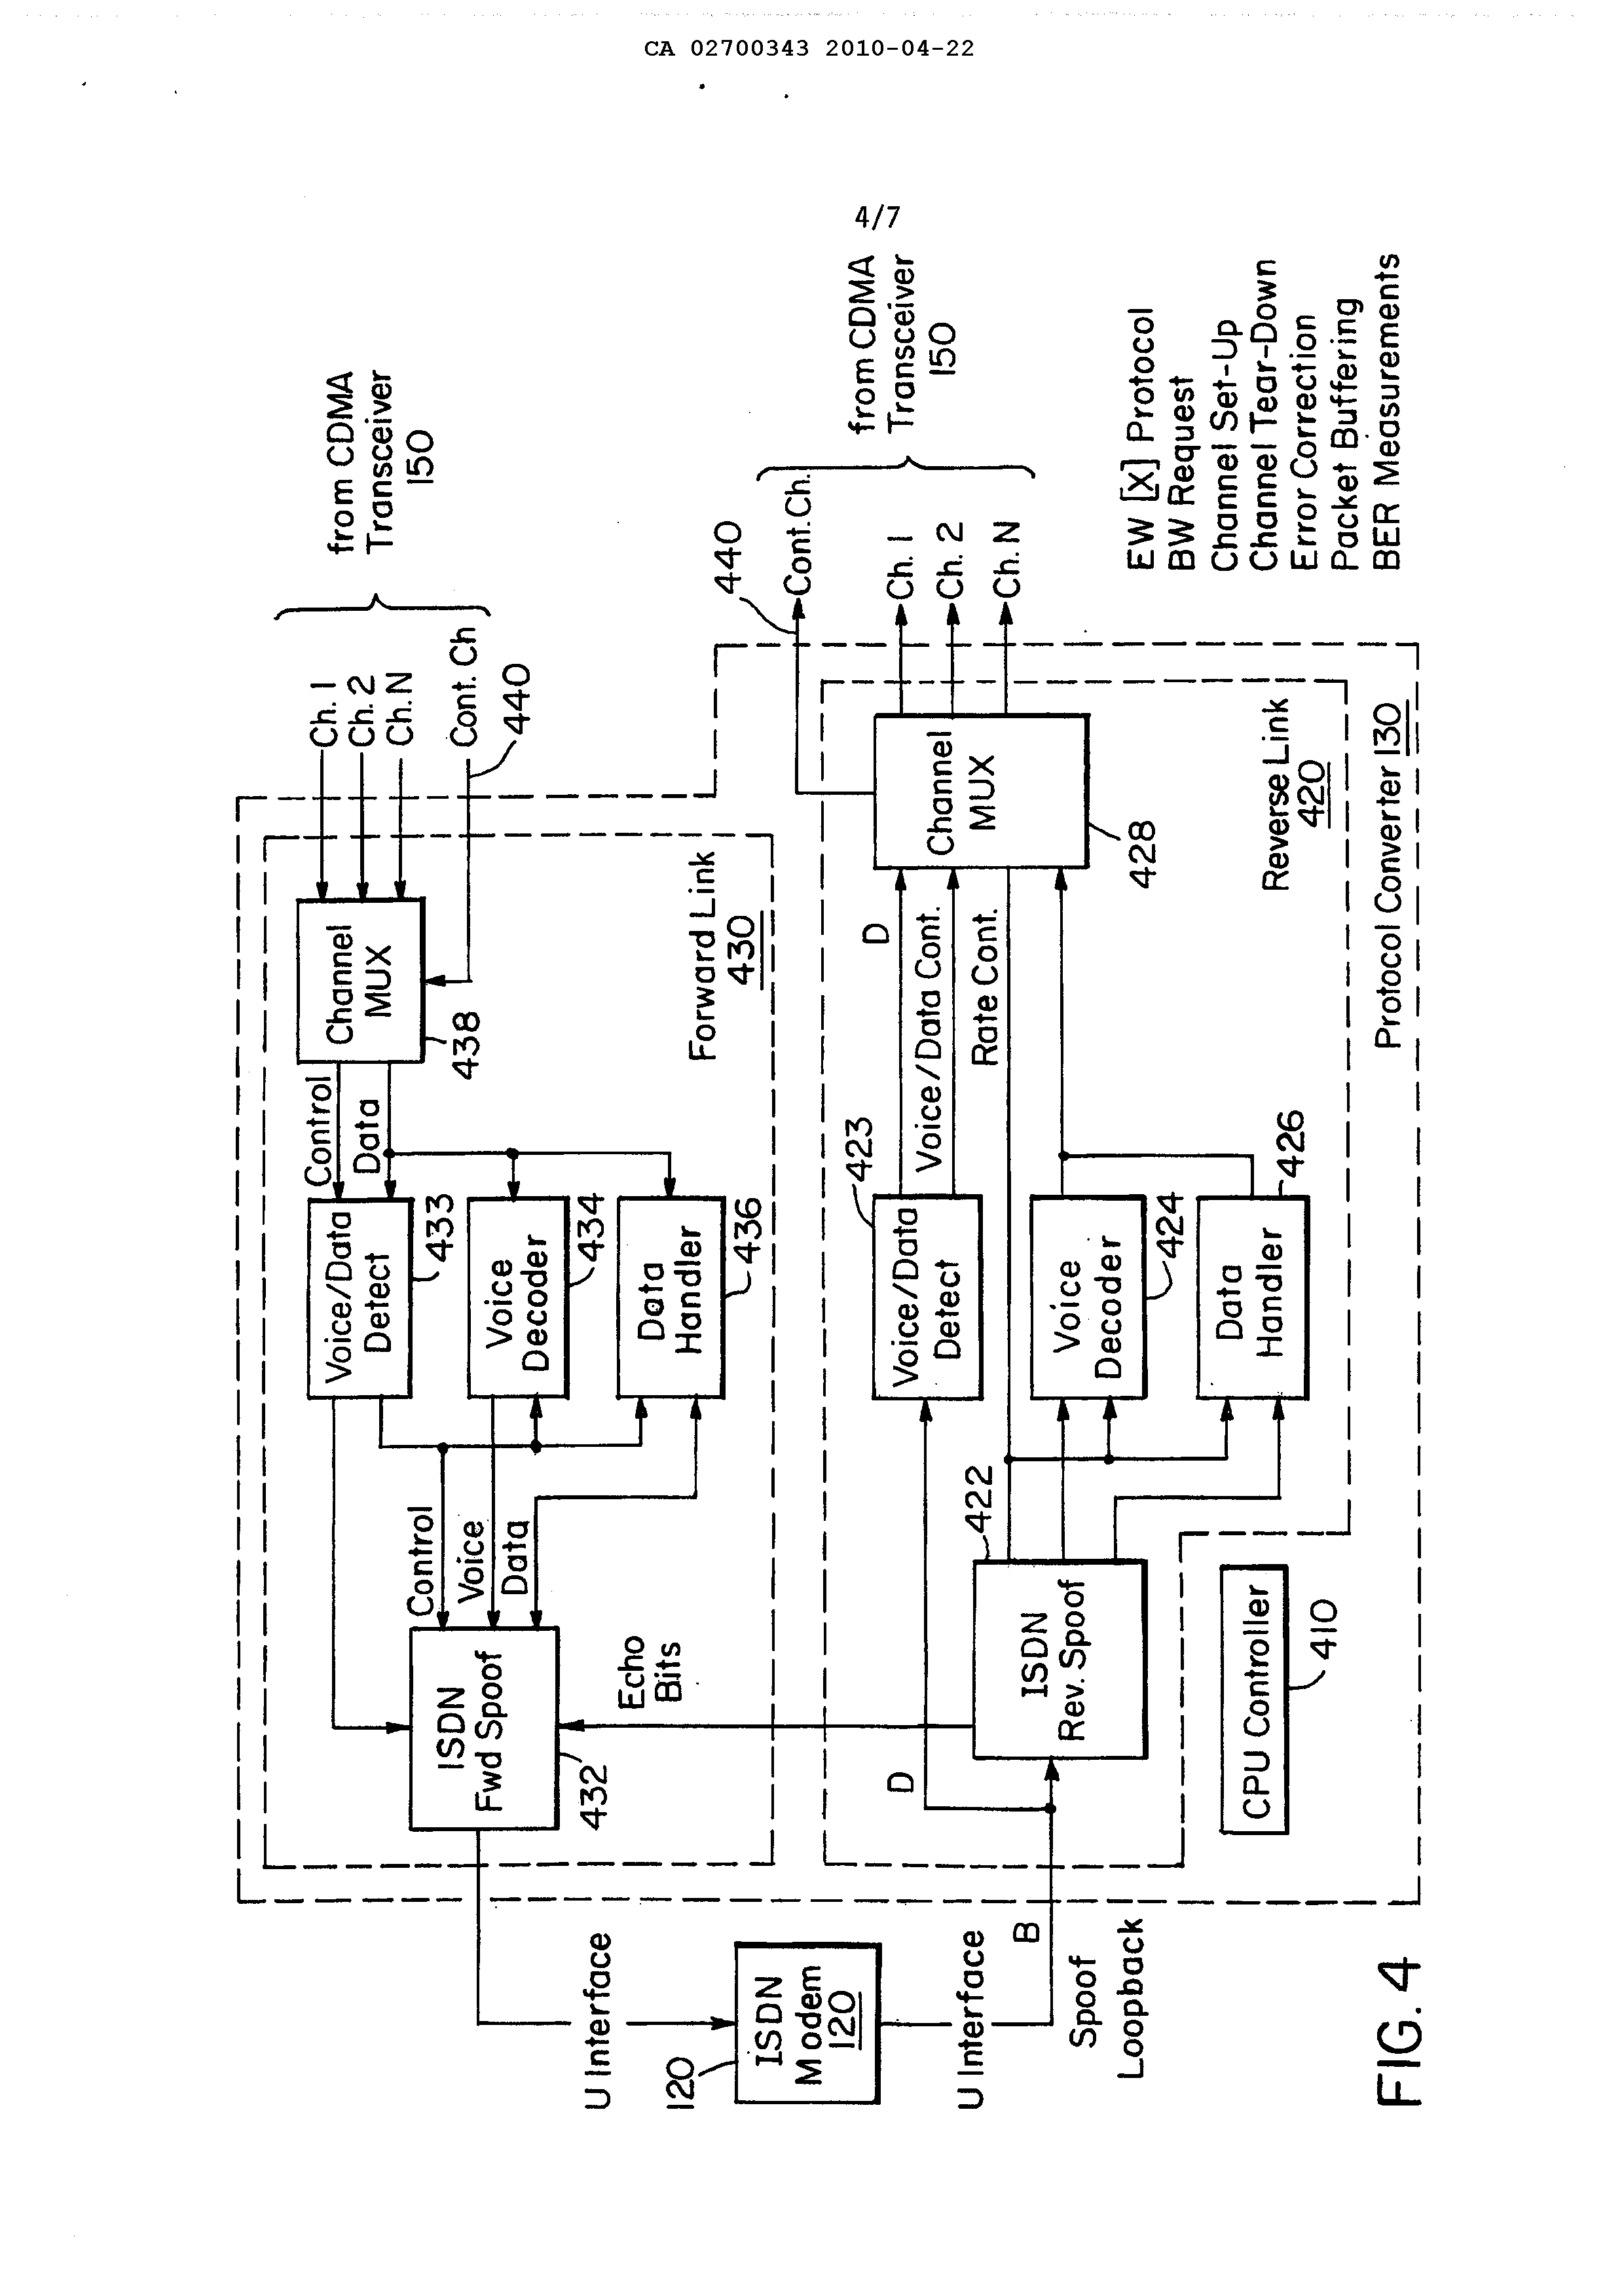 CA 02700343 2010-04-22
4/7
from CDMA
Transceiver
150
Ch. 1
Ch. 2
Ch. N
Cont. Ch
440
Channel
MUX
438
Control
Data
Voice/Data
Detect
433
Voice
Decoder
434
Data
Handler
436
Forward Link
430
Control
Voice
Data
ISDN
Fwd Spoof
432
Echo
Bits
U Interface
120
ISDN
Modem
120
U Interface
B
Spoof
Loopback
D
ISDN
Rev. Spoof
422
Voice/Data
Detect
423
Voice
Decoder
424
Data
Handler
426
D
Voice/Data Cont.
Rate Cont.
Channel
MUX
428
440
Cont. Ch.
Ch. 1
Ch. 2
Ch. N
from CDMA
Transceiver
150
Reverse Link
420
CPU Controller
410
Protocol Converter 130
EW [X] Protocol
BW Request
Channel Set-Up
Channel Tear-Down
Error Correction
Packet Buffering
BER Measurements
FIG. 4